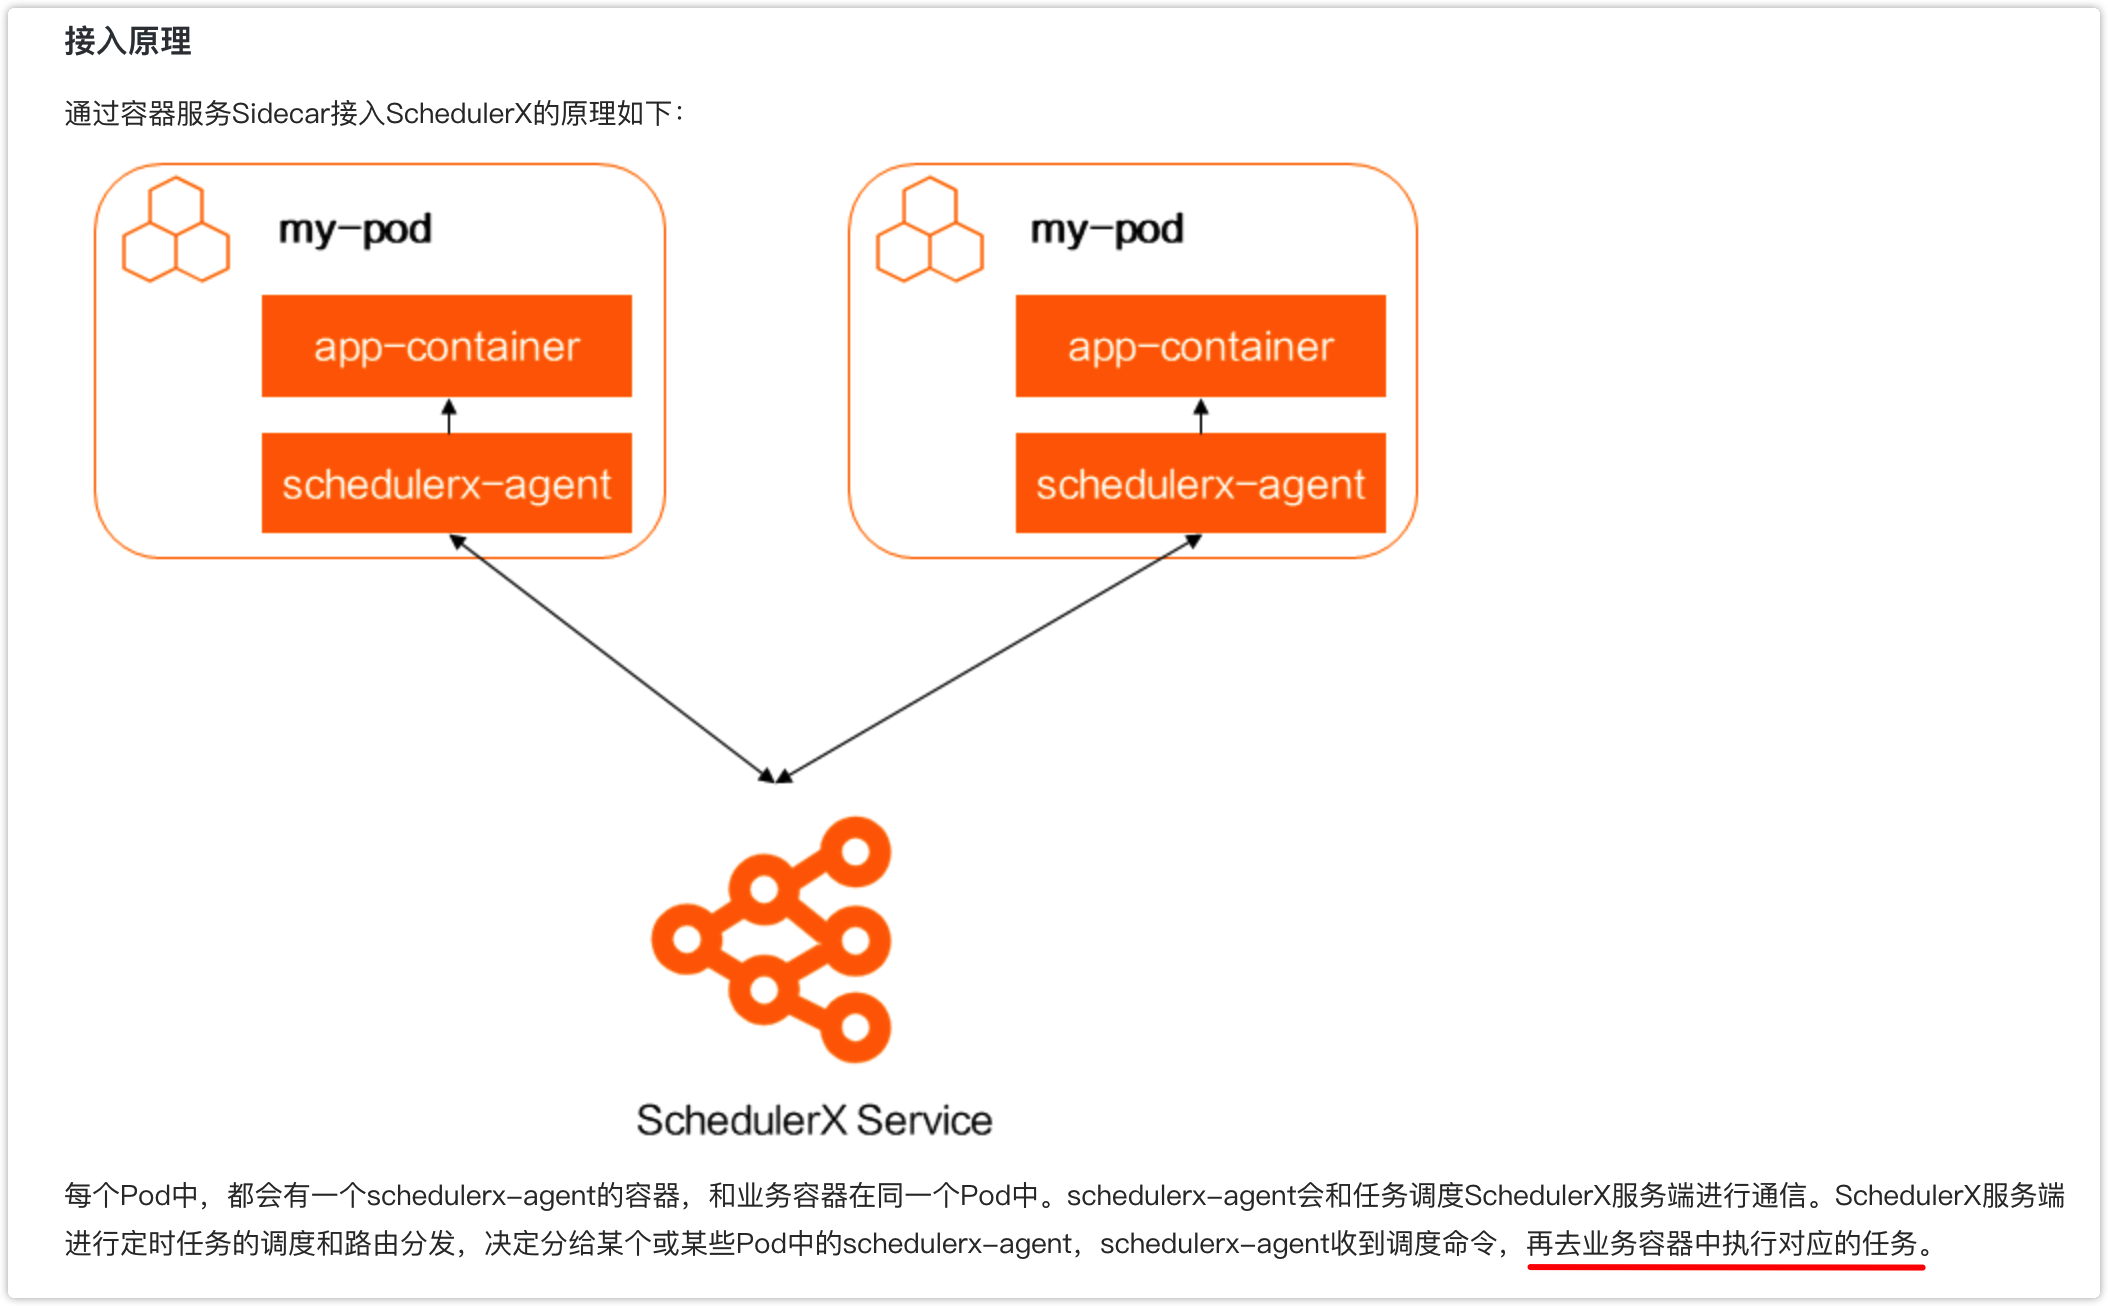 接入原理
通过容器服务Sidecar接入SchedulerX的原理如下：
my-pod
my-pod
app-container
app-container
schedulerx-agent
schedulerx-agent
SchedulerX Service
每个Pod中，都会有一个schedulerx-agent的容器，和业务容器在同一个Pod中。schedulerx-agent会和任务调度SchedulerX服务端进行通信。SchedulerX服务端
进行定时任务的调度和路由分发，决定分给某个或某些Pod中的schedulerx-agent，schedulerx-agent收到调度命令，再去业务容器中执行对应的任务。